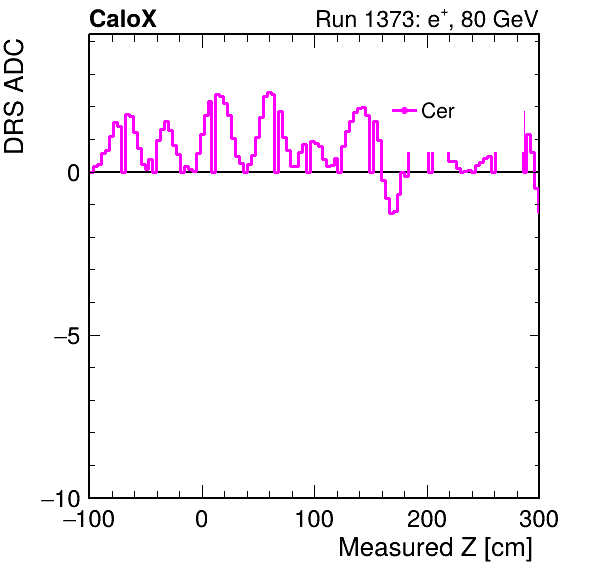 CaloX Run 1373: e⁺, 80 GeV
DRS ADC
Cer
0
−5
−10
−100 0 100 200 300
Measured Z [cm]